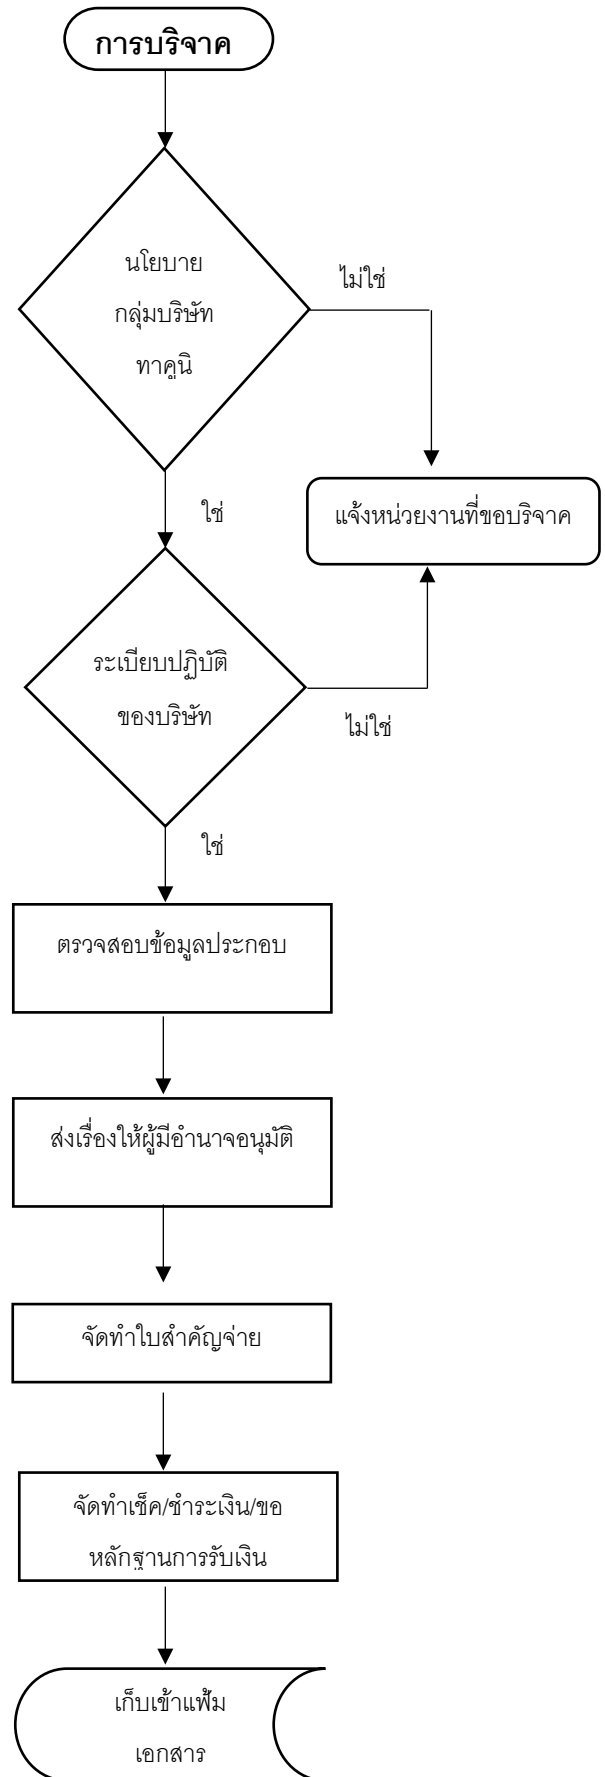 การบริจาค
นโยบาย
กลุ่มบริษัท
ทาคูนิ
ไม่ใช่
ใช่
แจ้งหน่วยงานที่ขอบริจาค
ระเบียบปฏิบัติ
ของบริษัท
ไม่ใช่
ใช่
ตรวจสอบข้อมูลประกอบ
ส่งเรื่องให้ผู้มีอำนาจอนุมัติ
จัดทำใบสำคัญจ่าย
จัดทำเช็ค/ชำระเงิน/ขอ
หลักฐานการรับเงิน
เก็บเข้าแฟ้ม
เอกสาร